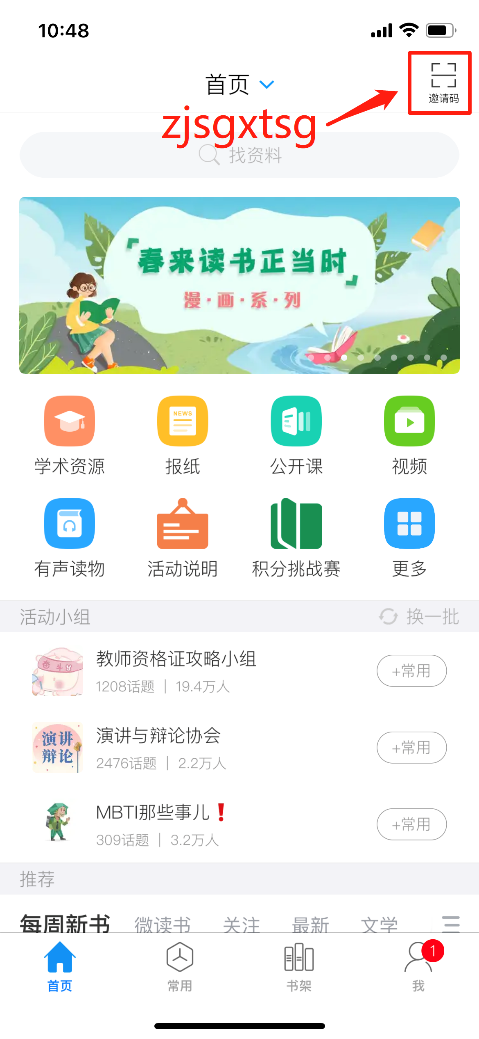 10:48
首页
邀请码
zjsgxtsg
找资料
春来读书正当时
漫·画·系·列
NEWS
学术资源
报纸
公开课
视频
有声读物
活动说明
积分挑战赛
更多
活动小组
换一批
教师资格证攻略小组
1208话题 | 19.4万人
+常用
演讲
辩论
演讲与辩论协会
2476话题 | 2.2万人
+常用
MBTI那些事儿❗
309话题 | 3.2万人
+常用
推荐
每周新书 微读书 关注 最新 文学
1
首页 常用 书架 我